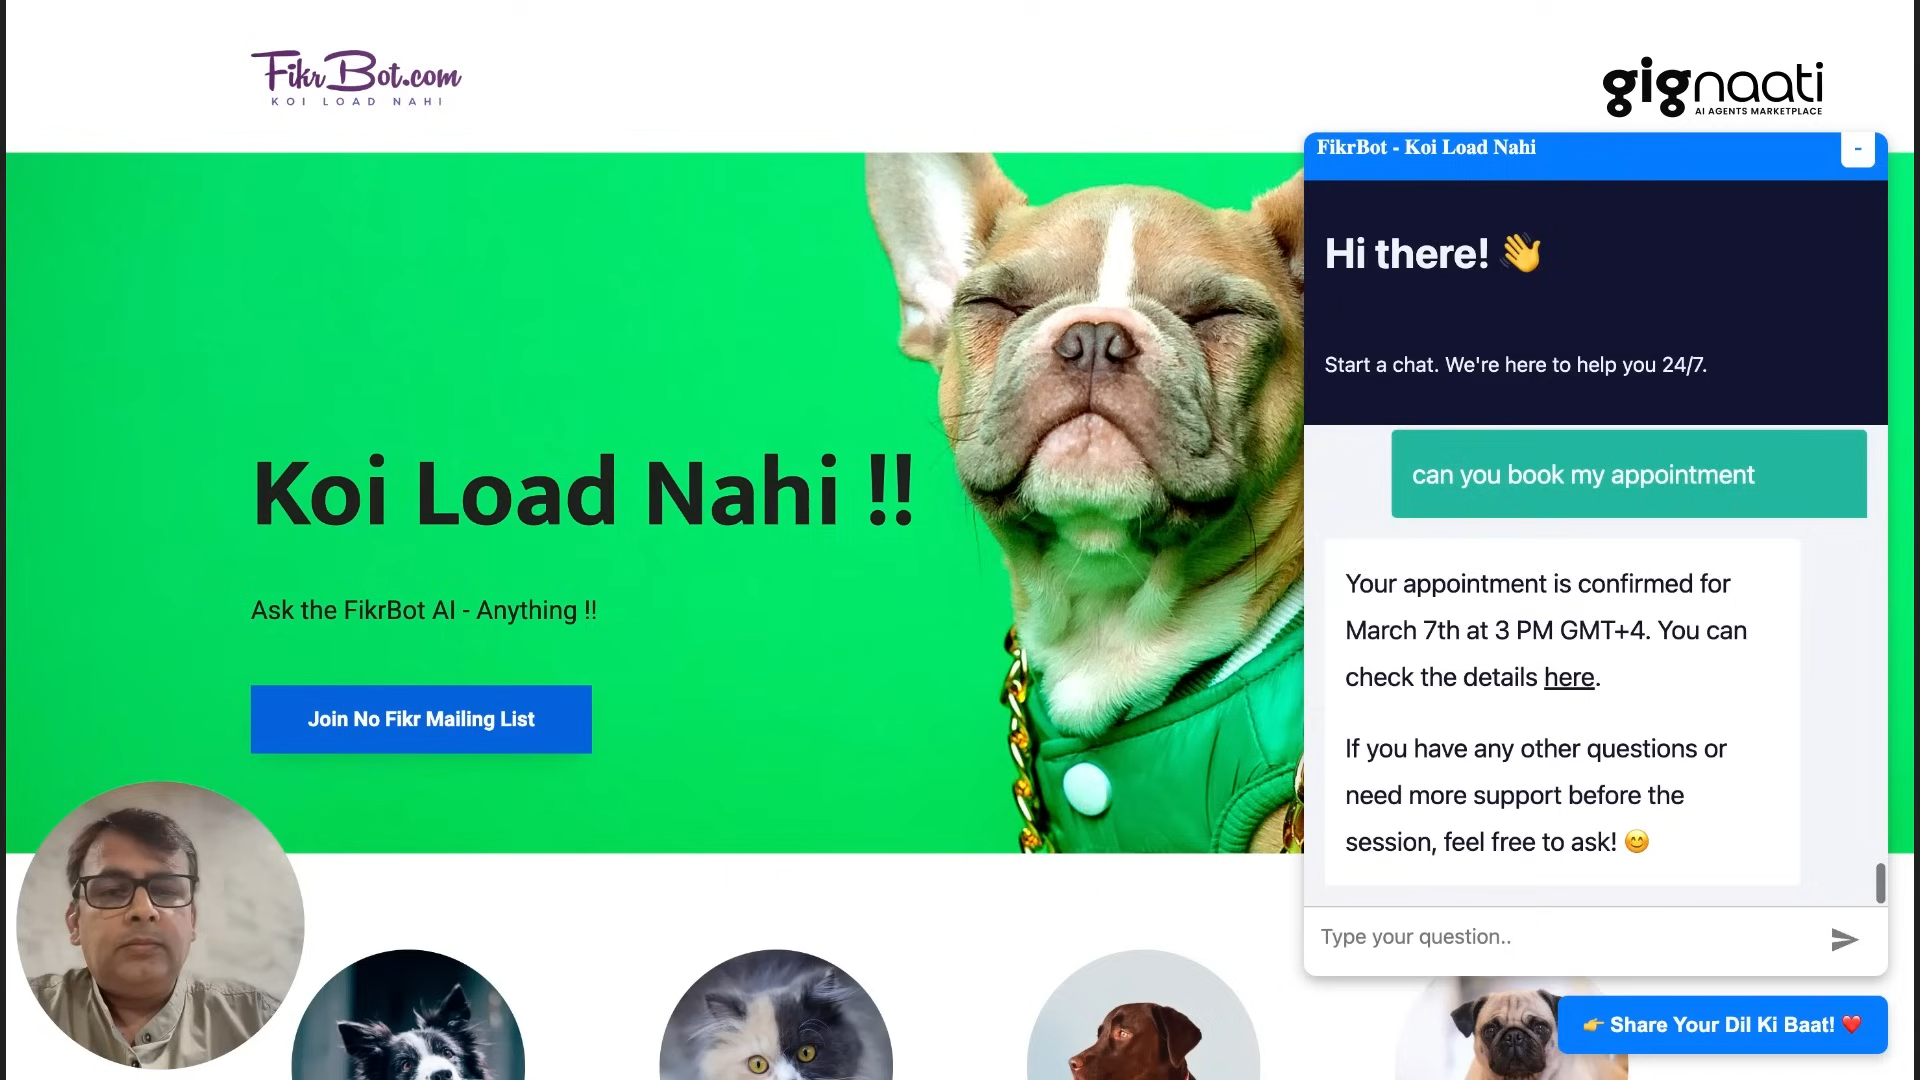 FikrBot.com
KOI LOAD NAHI
gignaati
AI AGENTS MARKETPLACE
FikrBot - Koi Load Nahi
-
Hi there! 👋
Start a chat. We're here to help you 24/7.
can you book my appointment
Your appointment is confirmed for
March 7th at 3 PM GMT+4. You can
check the details here.
If you have any other questions or
need more support before the
session, feel free to ask! 😊
Type your question..
👉 Share Your Dil Ki Baat! ❤️
Koi Load Nahi !!
Ask the FikrBot AI - Anything !!
Join No Fikr Mailing List